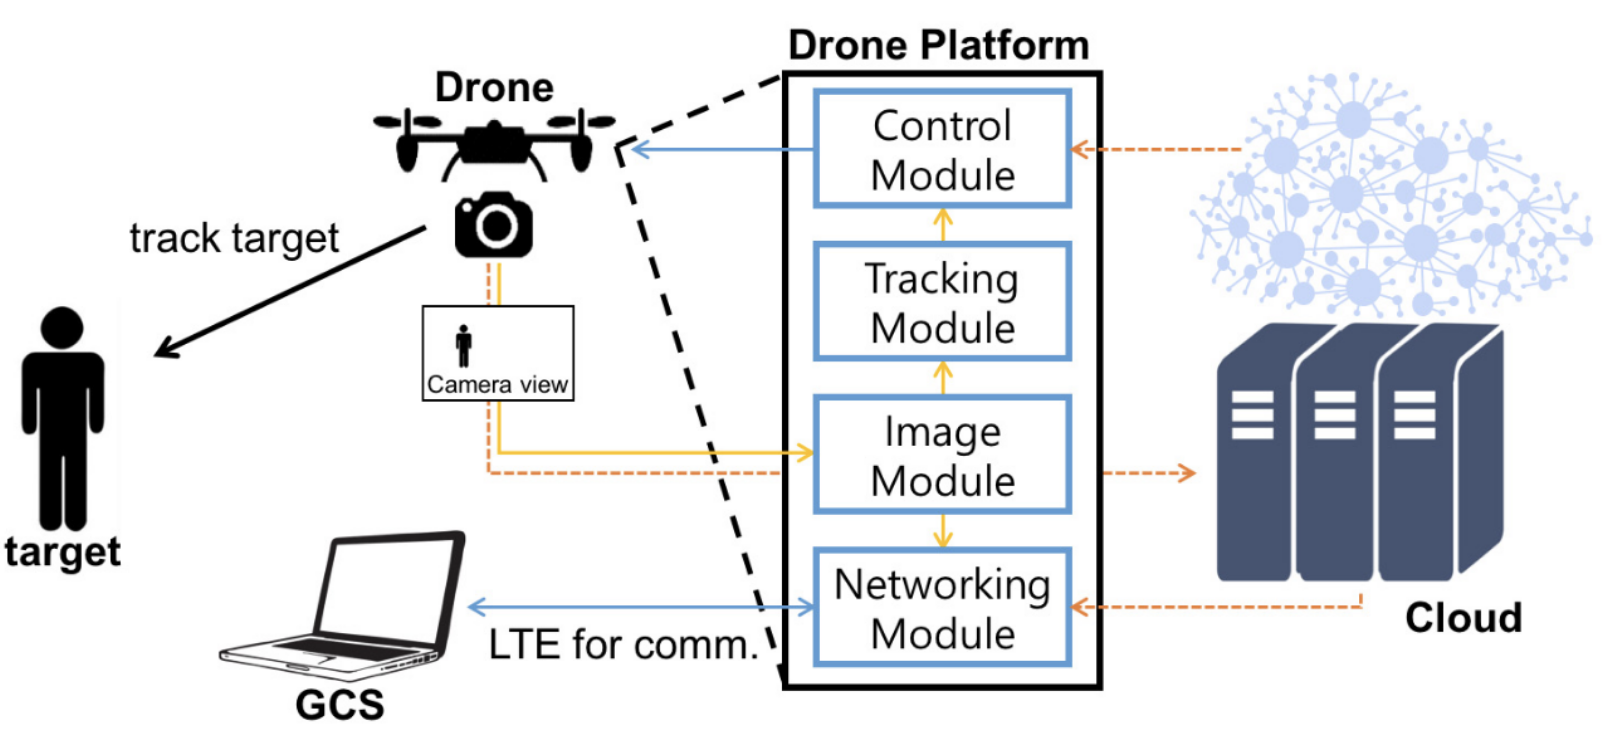 Drone Platform
Drone
Control
Module
track target
Tracking
Module
Camera view
Image
Module
target
Networking
Module
LTE for comm.
Cloud
GCS